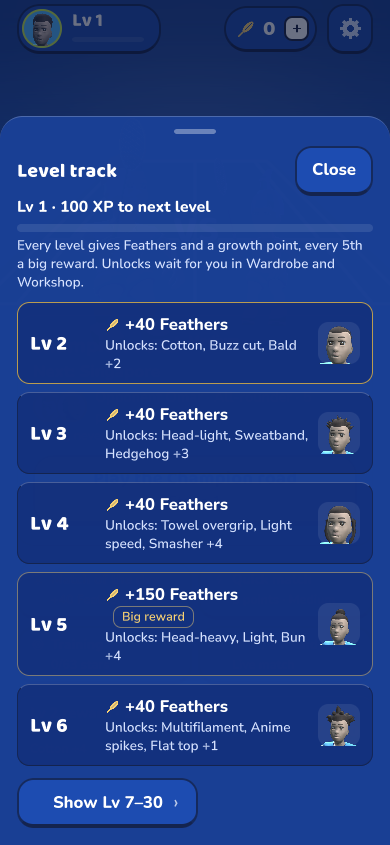 Lv 1
0
+
Level track
Close
Lv 1 · 100 XP to next level
Every level gives Feathers and a growth point, every 5th
a big reward. Unlocks wait for you in Wardrobe and
Workshop.
Lv 2
+40 Feathers
Unlocks: Cotton, Buzz cut, Bald
+2
Lv 3
+40 Feathers
Unlocks: Head-light, Sweatband,
Hedgehog +3
Lv 4
+40 Feathers
Unlocks: Towel overgrip, Light
speed, Smasher +4
Lv 5
+150 Feathers
Big reward
Unlocks: Head-heavy, Light, Bun
+4
Lv 6
+40 Feathers
Unlocks: Multifilament, Anime
spikes, Flat top +1
Show Lv 7–30 ›